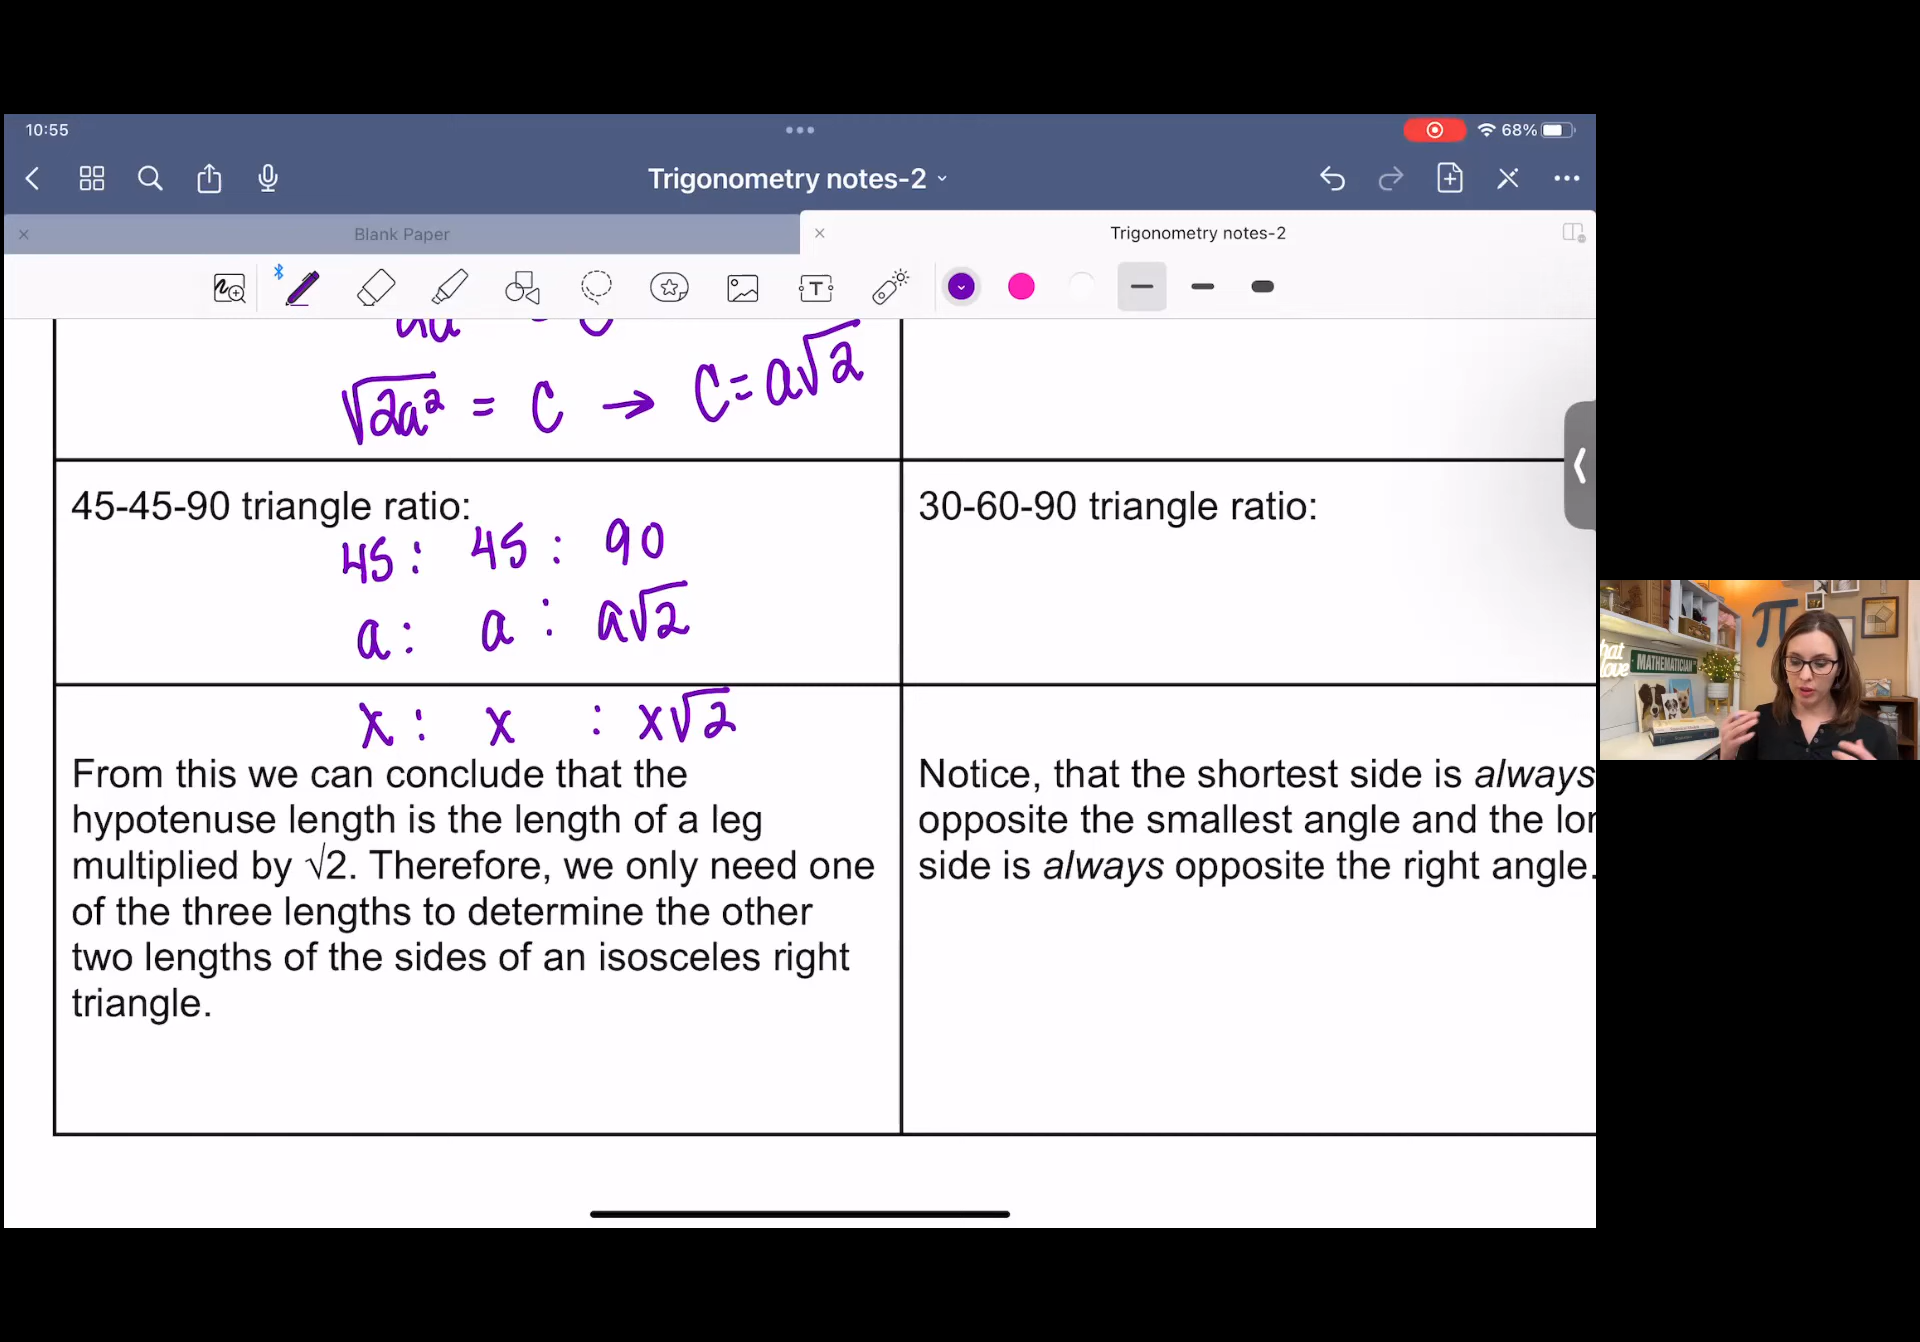 10:55
68%
Trigonometry notes-2
Blank Paper
Trigonometry notes-2
T
√2a² = C → C = a√2
45-45-90 triangle ratio:
45 : 45 : 90
a : a : a√2
x : x : x√2
From this we can conclude that the
hypotenuse length is the length of a leg
multiplied by √2. Therefore, we only need one
of the three lengths to determine the other
two lengths of the sides of an isosceles right
triangle.
30-60-90 triangle ratio:
Notice, that the shortest side is always
opposite the smallest angle and the lo
side is always opposite the right angle.
π
MATHEMATICIAN